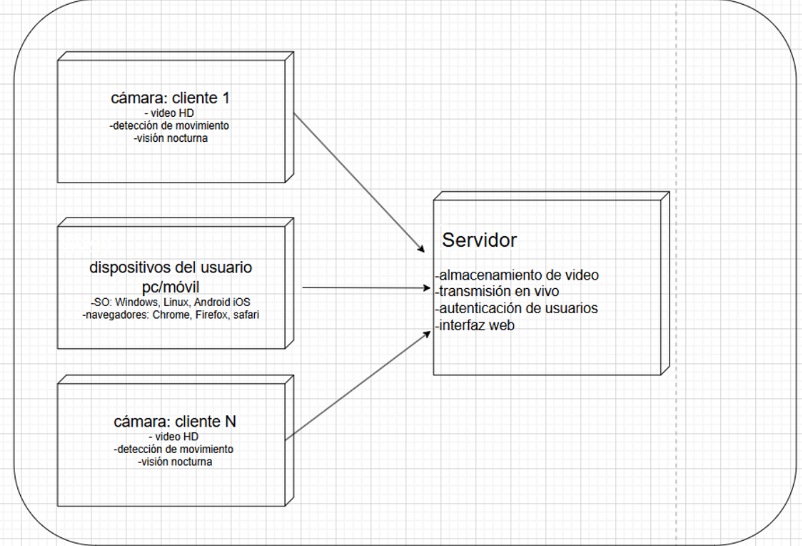 cámara: cliente 1
- video HD
-detección de movimiento
-visión nocturna
dispositivos del usuario
pc/móvil
-SO: Windows, Linux, Android iOS
-navegadores: Chrome, Firefox, safari
cámara: cliente N
- video HD
-detección de movimiento
-visión nocturna
Servidor
-almacenamiento de video
-transmisión en vivo
-autenticación de usuarios
-interfaz web